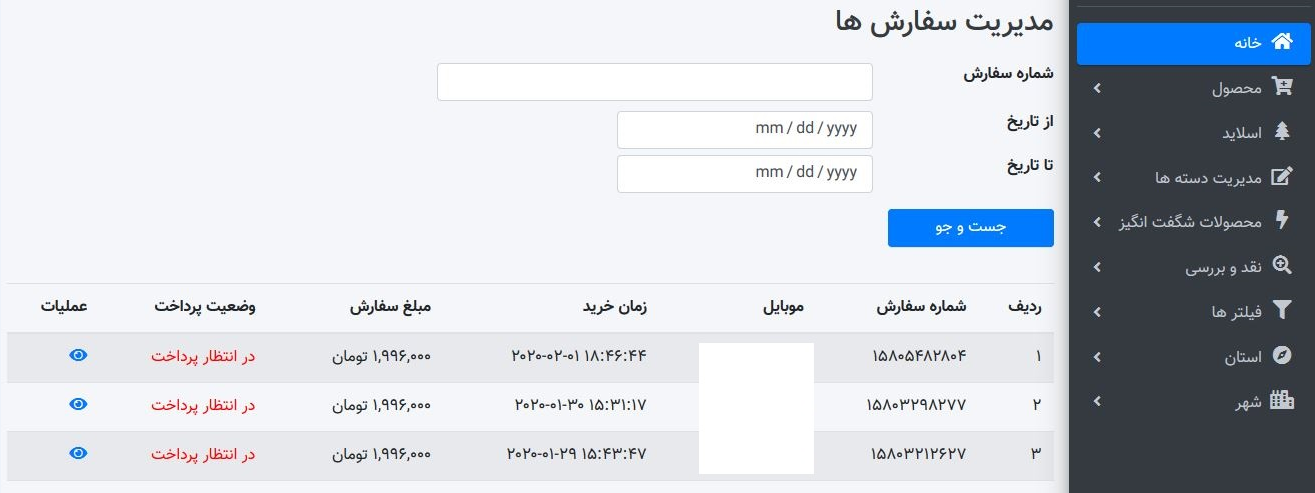 مدیریت سفارش ها
شماره سفارش
از تاریخ
mm / dd / yyyy
تا تاریخ
mm / dd / yyyy
جست و جو
ردیف شماره سفارش موبایل زمان خرید مبلغ سفارش وضعیت پرداخت عملیات
۱ ۱۵۸۰۵۴۸۲۸۰۴ ۲۰۲۰-۰۲-۰۱ ۱۸:۴۶:۴۴ ۱,۹۹۶,۰۰۰ تومان در انتظار پرداخت
۲ ۱۵۸۰۳۲۹۸۲۷۷ ۲۰۲۰-۰۱-۳۰ ۱۵:۳۱:۱۷ ۱,۹۹۶,۰۰۰ تومان در انتظار پرداخت
۳ ۱۵۸۰۳۲۱۲۶۲۷ ۲۰۲۰-۰۱-۲۹ ۱۵:۴۳:۴۷ ۱,۹۹۶,۰۰۰ تومان در انتظار پرداخت
خانه
محصول
اسلاید
مدیریت دسته ها
محصولات شگفت انگیز
نقد و بررسی
فیلتر ها
استان
شهر